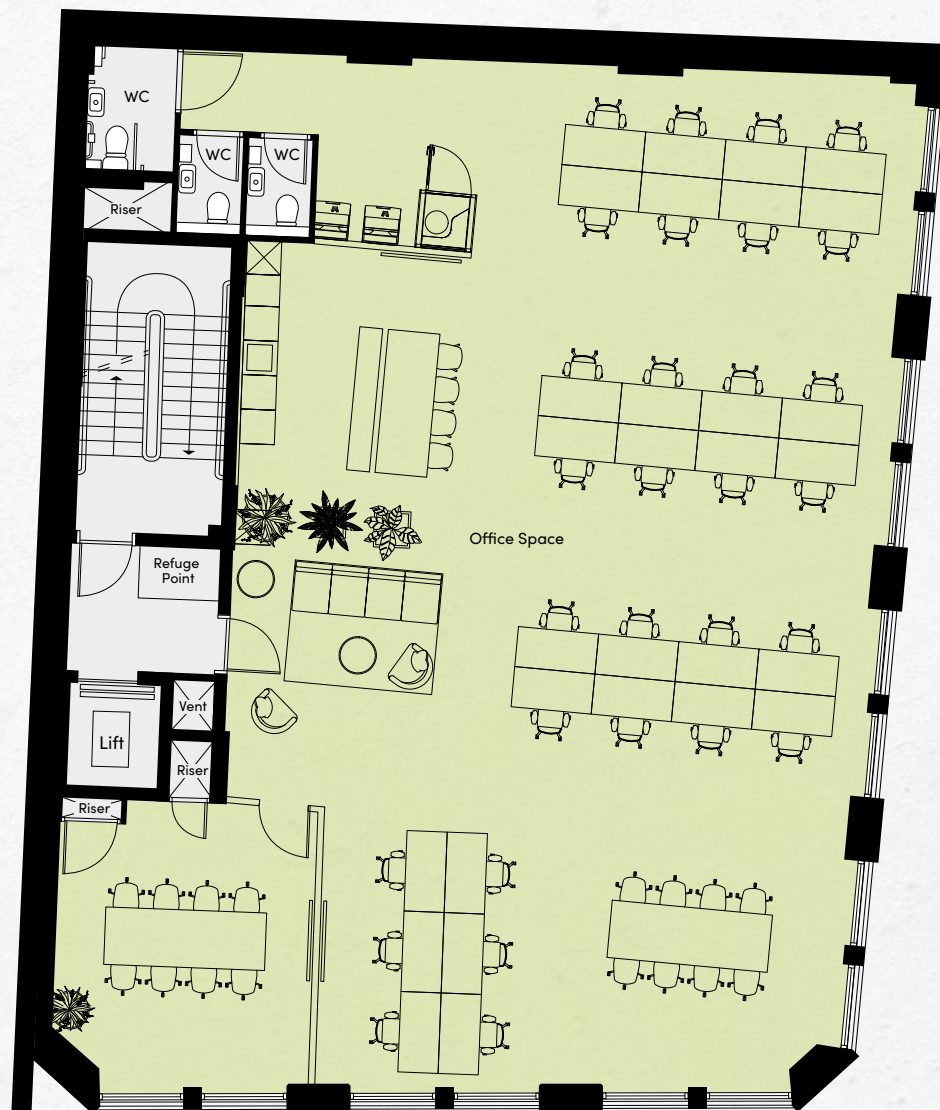 WC
WC
WC
Riser
Office Space
Refuge
Point
Vent
Lift
Riser
Riser